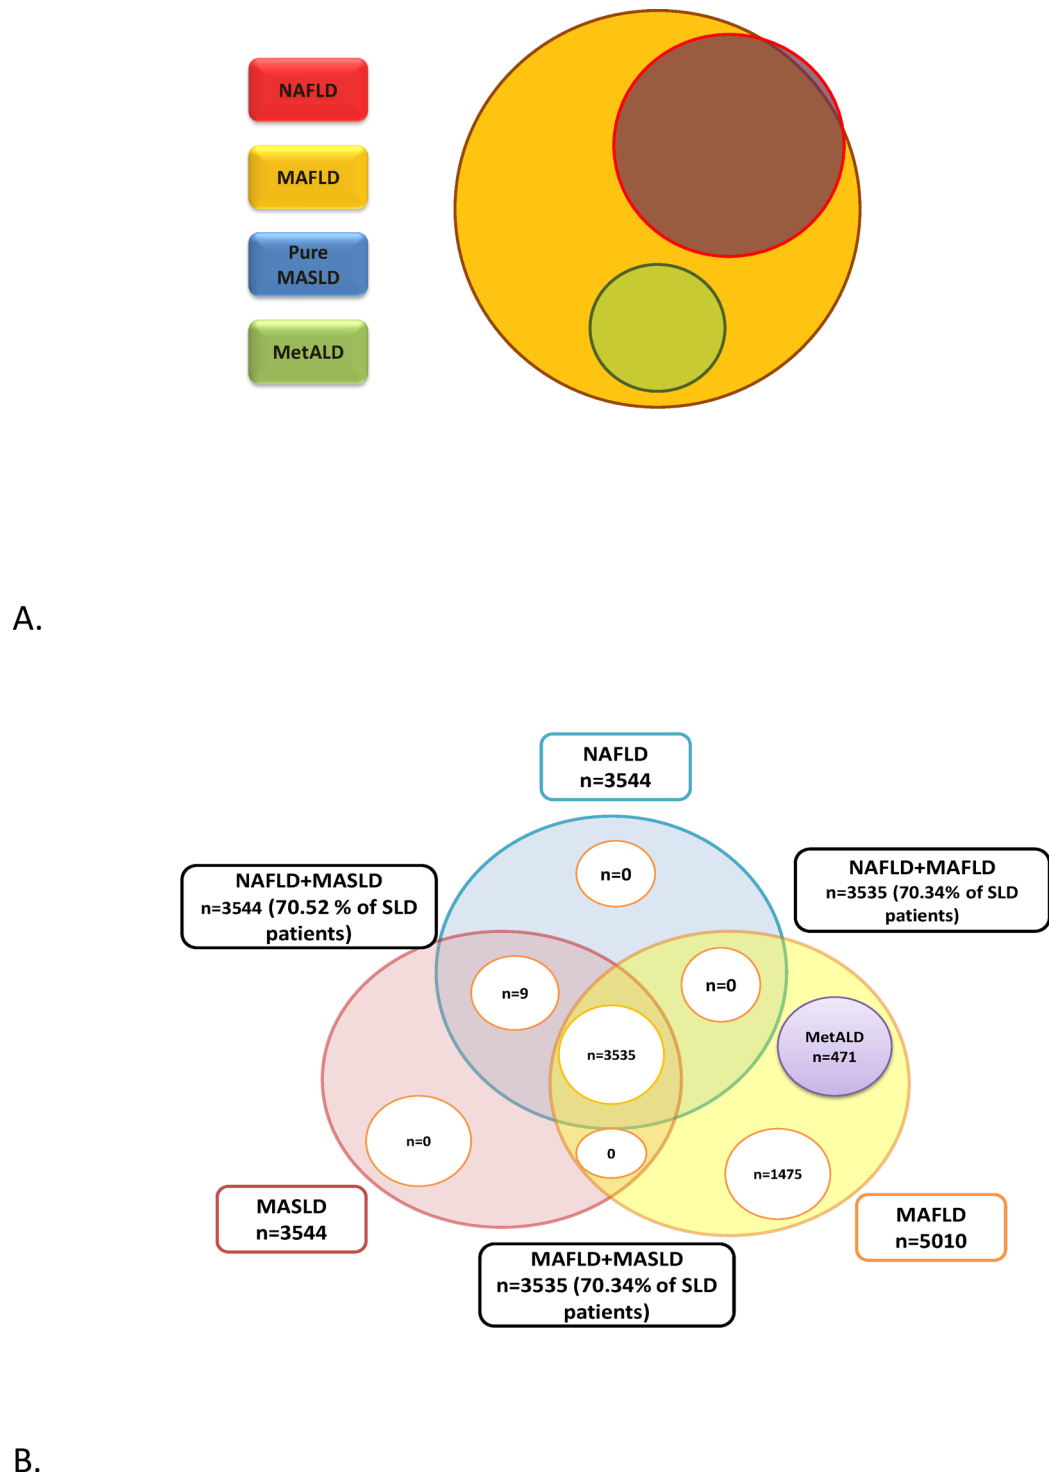 NAFLD
MAFLD
Pure
MASLD
MetALD
A.
NAFLD
n=3544
NAFLD+MASLD
n=3544 (70.52 % of SLD
patients)
NAFLD+MAFLD
n=3535 (70.34% of SLD
patients)
n=0
n=9
n=0
n=3535
MetALD
n=471
n=0
0
n=1475
MASLD
n=3544
MAFLD
n=5010
MAFLD+MASLD
n=3535 (70.34% of SLD
patients)
B.